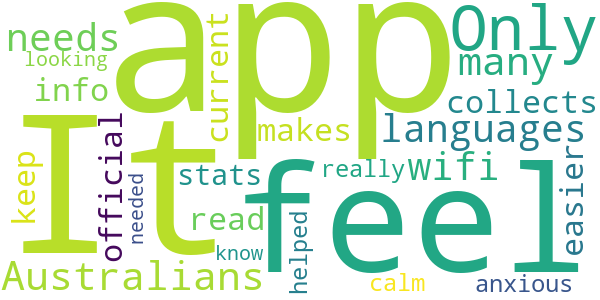 app
Only
needs
looking
current
many
info
collects
It
makes
languages
official
feel
keep
stats
really
wifi
easier
needed
read
helped
know
Australians
calm
anxious